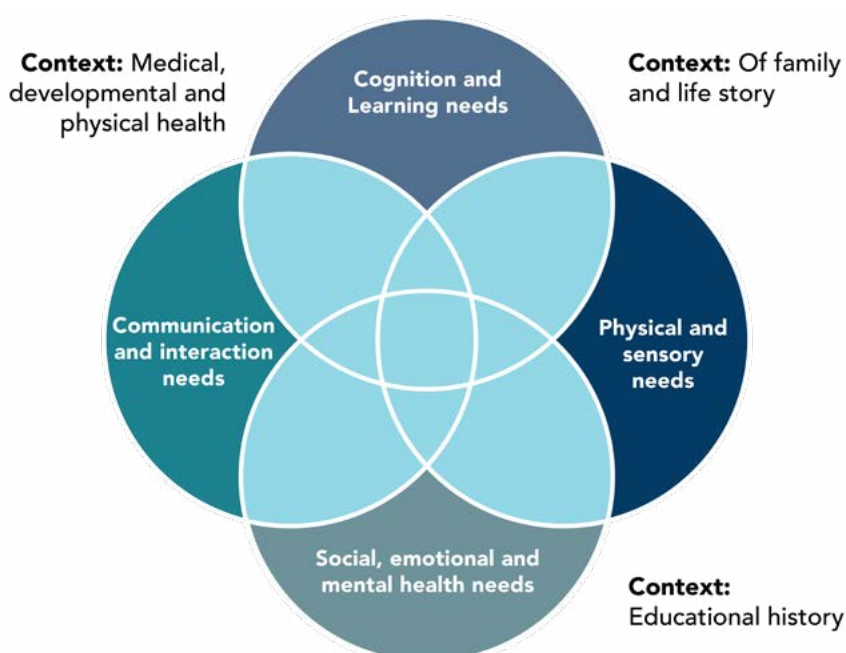 Context: Medical,
developmental and
physical health
Cognition and
Learning needs
Context: Of family
and life story
Communication
and interaction
needs
Physical and
sensory
needs
Social, emotional and
mental health needs
Context:
Educational history